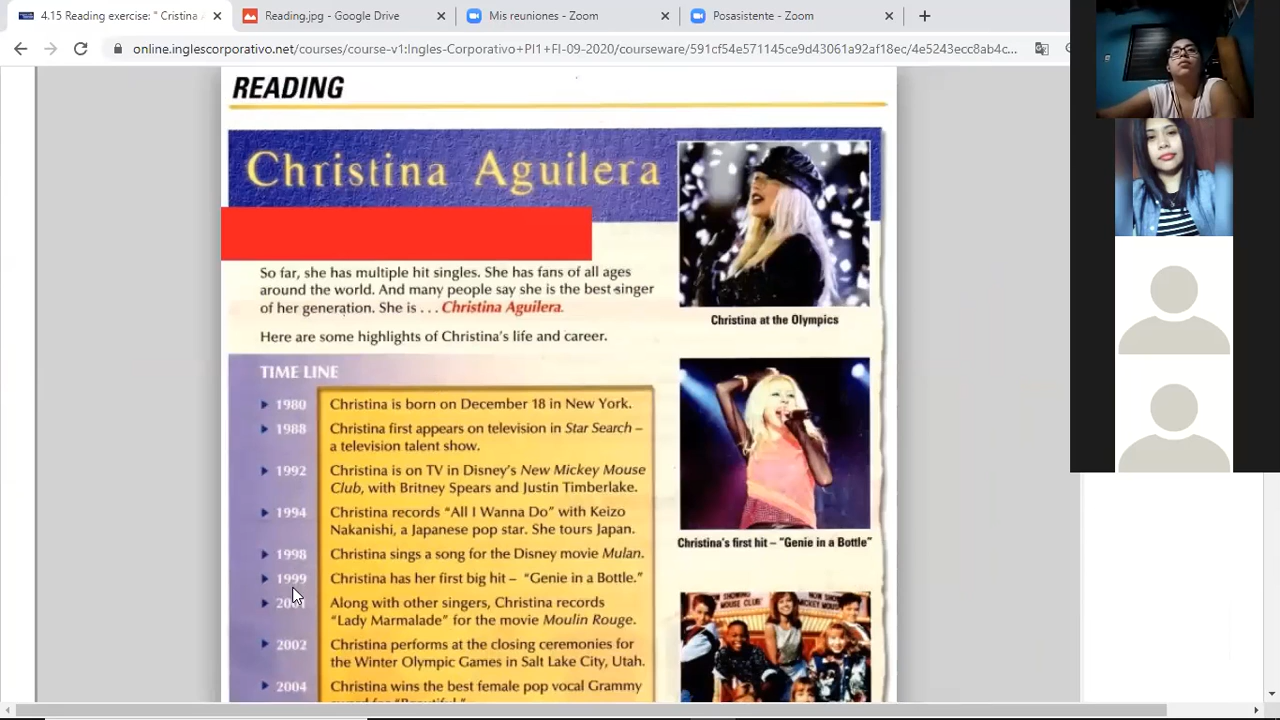 4.15 Reading exercise: " Cristina A
Reading.jpg - Google Drive
Mis reuniones - Zoom
Posasistente - Zoom
online.inglescorporativo.net/courses/course-v1:Ingles-Corporativo+PI1+FI-09-2020/courseware/591cf54e571145ce9d43061a92af18ec/4e5243ecc8ab4c...
READING
Christina Aguilera
So far, she has multiple hit singles. She has fans of all ages
around the world. And many people say she is the best singer
of her generation. She is . . . Christina Aguilera.
Christina at the Olympics
Here are some highlights of Christina's life and career.
TIME LINE
1980 Christina is born on December 18 in New York.
1988 Christina first appears on television in Star Search –
a television talent show.
1992 Christina is on TV in Disney's New Mickey Mouse
Club, with Britney Spears and Justin Timberlake.
1994 Christina records "All I Wanna Do" with Keizo
Nakanishi, a Japanese pop star. She tours Japan.
Christina's first hit – "Genie in a Bottle"
1998 Christina sings a song for the Disney movie Mulan.
1999 Christina has her first big hit – "Genie in a Bottle."
Along with other singers, Christina records
"Lady Marmalade" for the movie Moulin Rouge.
2002 Christina performs at the closing ceremonies for
the Winter Olympic Games in Salt Lake City, Utah.
2004 Christina wins the best female pop vocal Grammy